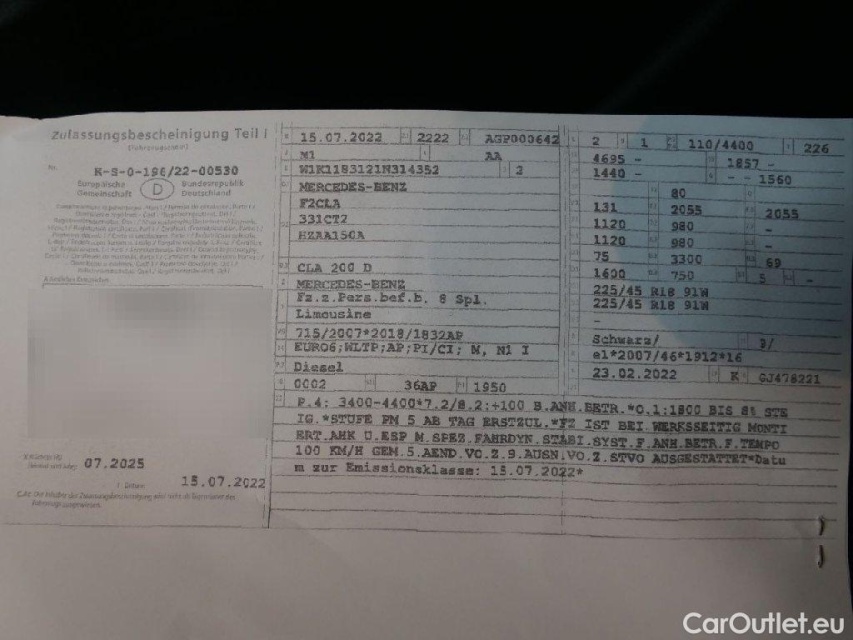 Zulassungsbescheinigung Teil I
(Fahrzeugschein)
Nr.
K-S-0-196/22-00530
Europäische Gemeinschaft
D
Bundesrepublik Deutschland
Amtliches Kennzeichen
07.2025
15.07.2022
15.07.2022 2222 AGP000642
M1 AA
W1K1183121N314352 2
MERCEDES-BENZ
F2CLA
331CT2
HZAA150A
CLA 200 D
MERCEDES-BENZ
Fz.z.Pers.bef.b. 8 Spl.
Limousine
715/2007*2018/1832AP
EURO6;WLTP;AP;PI/CI; M, N1 I
Diesel
0002 36AP 1950
2 1 110/4400 226
4695 - 1857 -
1440 - - - 1560
80
131 2055 2055
1120 980 -
1120 980 -
75 3300 69
1600 750 5 -
225/45 R18 91W
225/45 R18 91W
-
-
Schwarz/ 9/
e1*2007/46*1912*16
23.02.2022 K GJ478221
P.4: 3400-4400*7.2/8.2:+100 B.ANH.BETR.*O.1:1800 BIS 8% STE
IG.*STUFE PM 5 AB TAG ERSTZUL.*FZ IST BEI WERKSSEITIG MONTI
ERT.AHK U.ESP M.SPEZ.FAHRDYN.STABI.SYST.F.ANH.BETR.F.TEMPO
100 KM/H GEM.5.AEND.VO.Z.9.AUSN.VO.Z.STVO AUSGESTATTET*Datu
m zur Emissionsklasse: 15.07.2022*
CarOutlet.eu